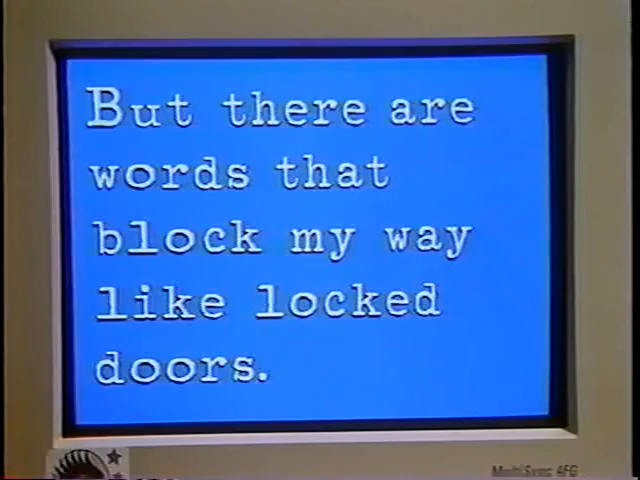 But there are
words that
block my way
like locked
doors.
MultiSync 4FG